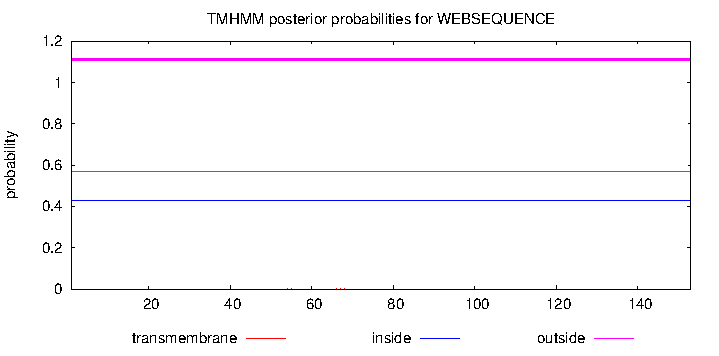 TMHMM posterior probabilities for WEBSEQUENCE
1.2
1
0.8
0.6
0.4
0.2
0
probability
20 40 60 80 100 120 140
transmembrane inside outside